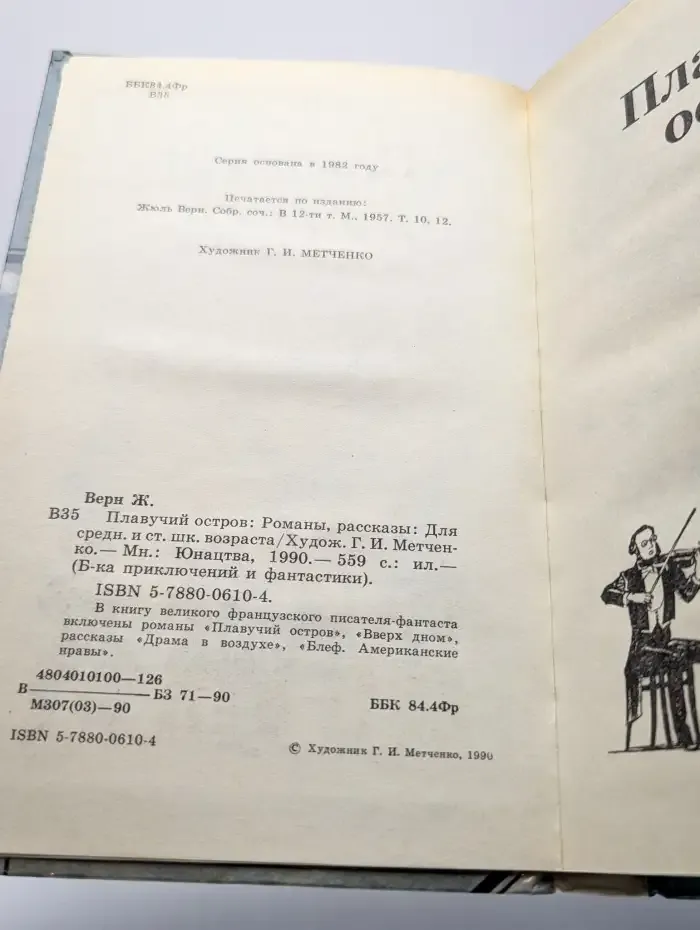 ББК84.4Фр
В35
Серия основана в 1982 году
Печатается по изданию:
Жюль Верн. Собр. соч.: В 12-ти т. М., 1957. Т. 10, 12.
Художник Г. И. МЕТЧЕНКО
Верн Ж.
В35 Плавучий остров: Романы, рассказы: Для
средн. и ст. шк. возраста/Худож. Г. И. Метчен-
ко.— Мн.: Юнацтва, 1990.— 559 с.: ил.—
(Б-ка приключений и фантастики).
ISBN 5-7880-0610-4.
В книгу великого французского писателя-фантаста
включены романы «Плавучий остров», «Вверх дном»,
рассказы «Драма в воздухе», «Блеф. Американские
нравы».
4804010100—126
В———БЗ 71—90
М307(03)—90
ББК 84.4Фр
ISBN 5-7880-0610-4
© Художник Г. И. Метченко, 1990
Пла
ос